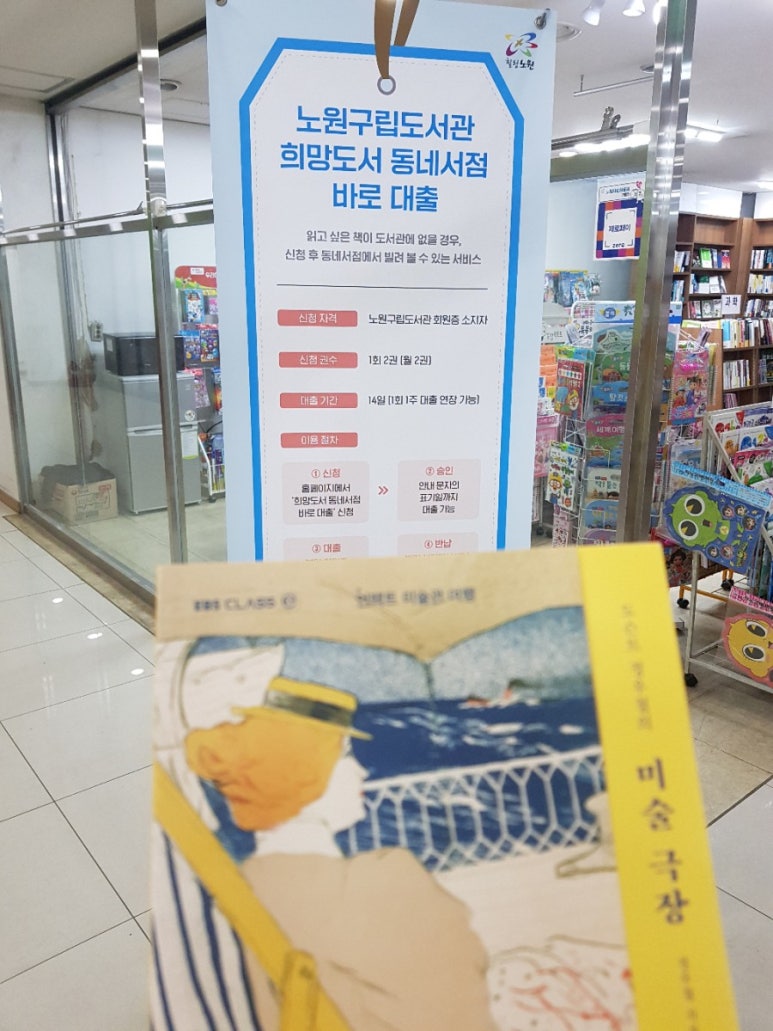 노원구립도서관
희망도서 동네서점
바로 대출
읽고 싶은 책이 도서관에 없을 경우,
신청 후 동네서점에서 빌려 볼 수 있는 서비스
신청 자격 노원구립도서관 회원증 소지자
신청 권수 1회 2권 (월 2권)
대출 기간 14일 (1회 1주 대출 연장 가능)
이용 절차
① 신청
홈페이지에서
'희망도서 동네서점
바로 대출' 신청
»
② 승인
안내 문자의
표기일까지
대출 가능
③ 대출
④ 반납
제로페이
과학
EBS CLASS e
미술 극장